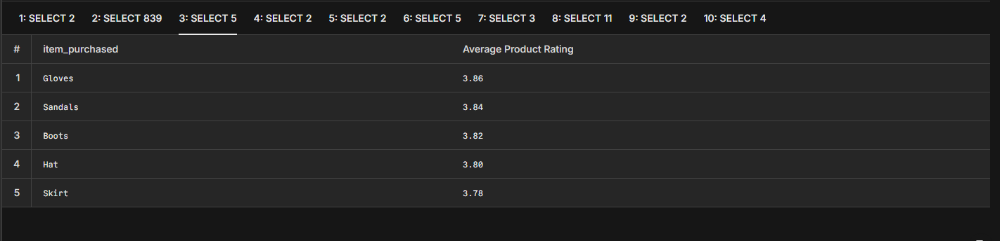 1: SELECT 2 2: SELECT 839 3: SELECT 5 4: SELECT 2 5: SELECT 2 6: SELECT 5 7: SELECT 3 8: SELECT 11 9: SELECT 2 10: SELECT 4
# item_purchased Average Product Rating
1 Gloves 3.86
2 Sandals 3.84
3 Boots 3.82
4 Hat 3.80
5 Skirt 3.78